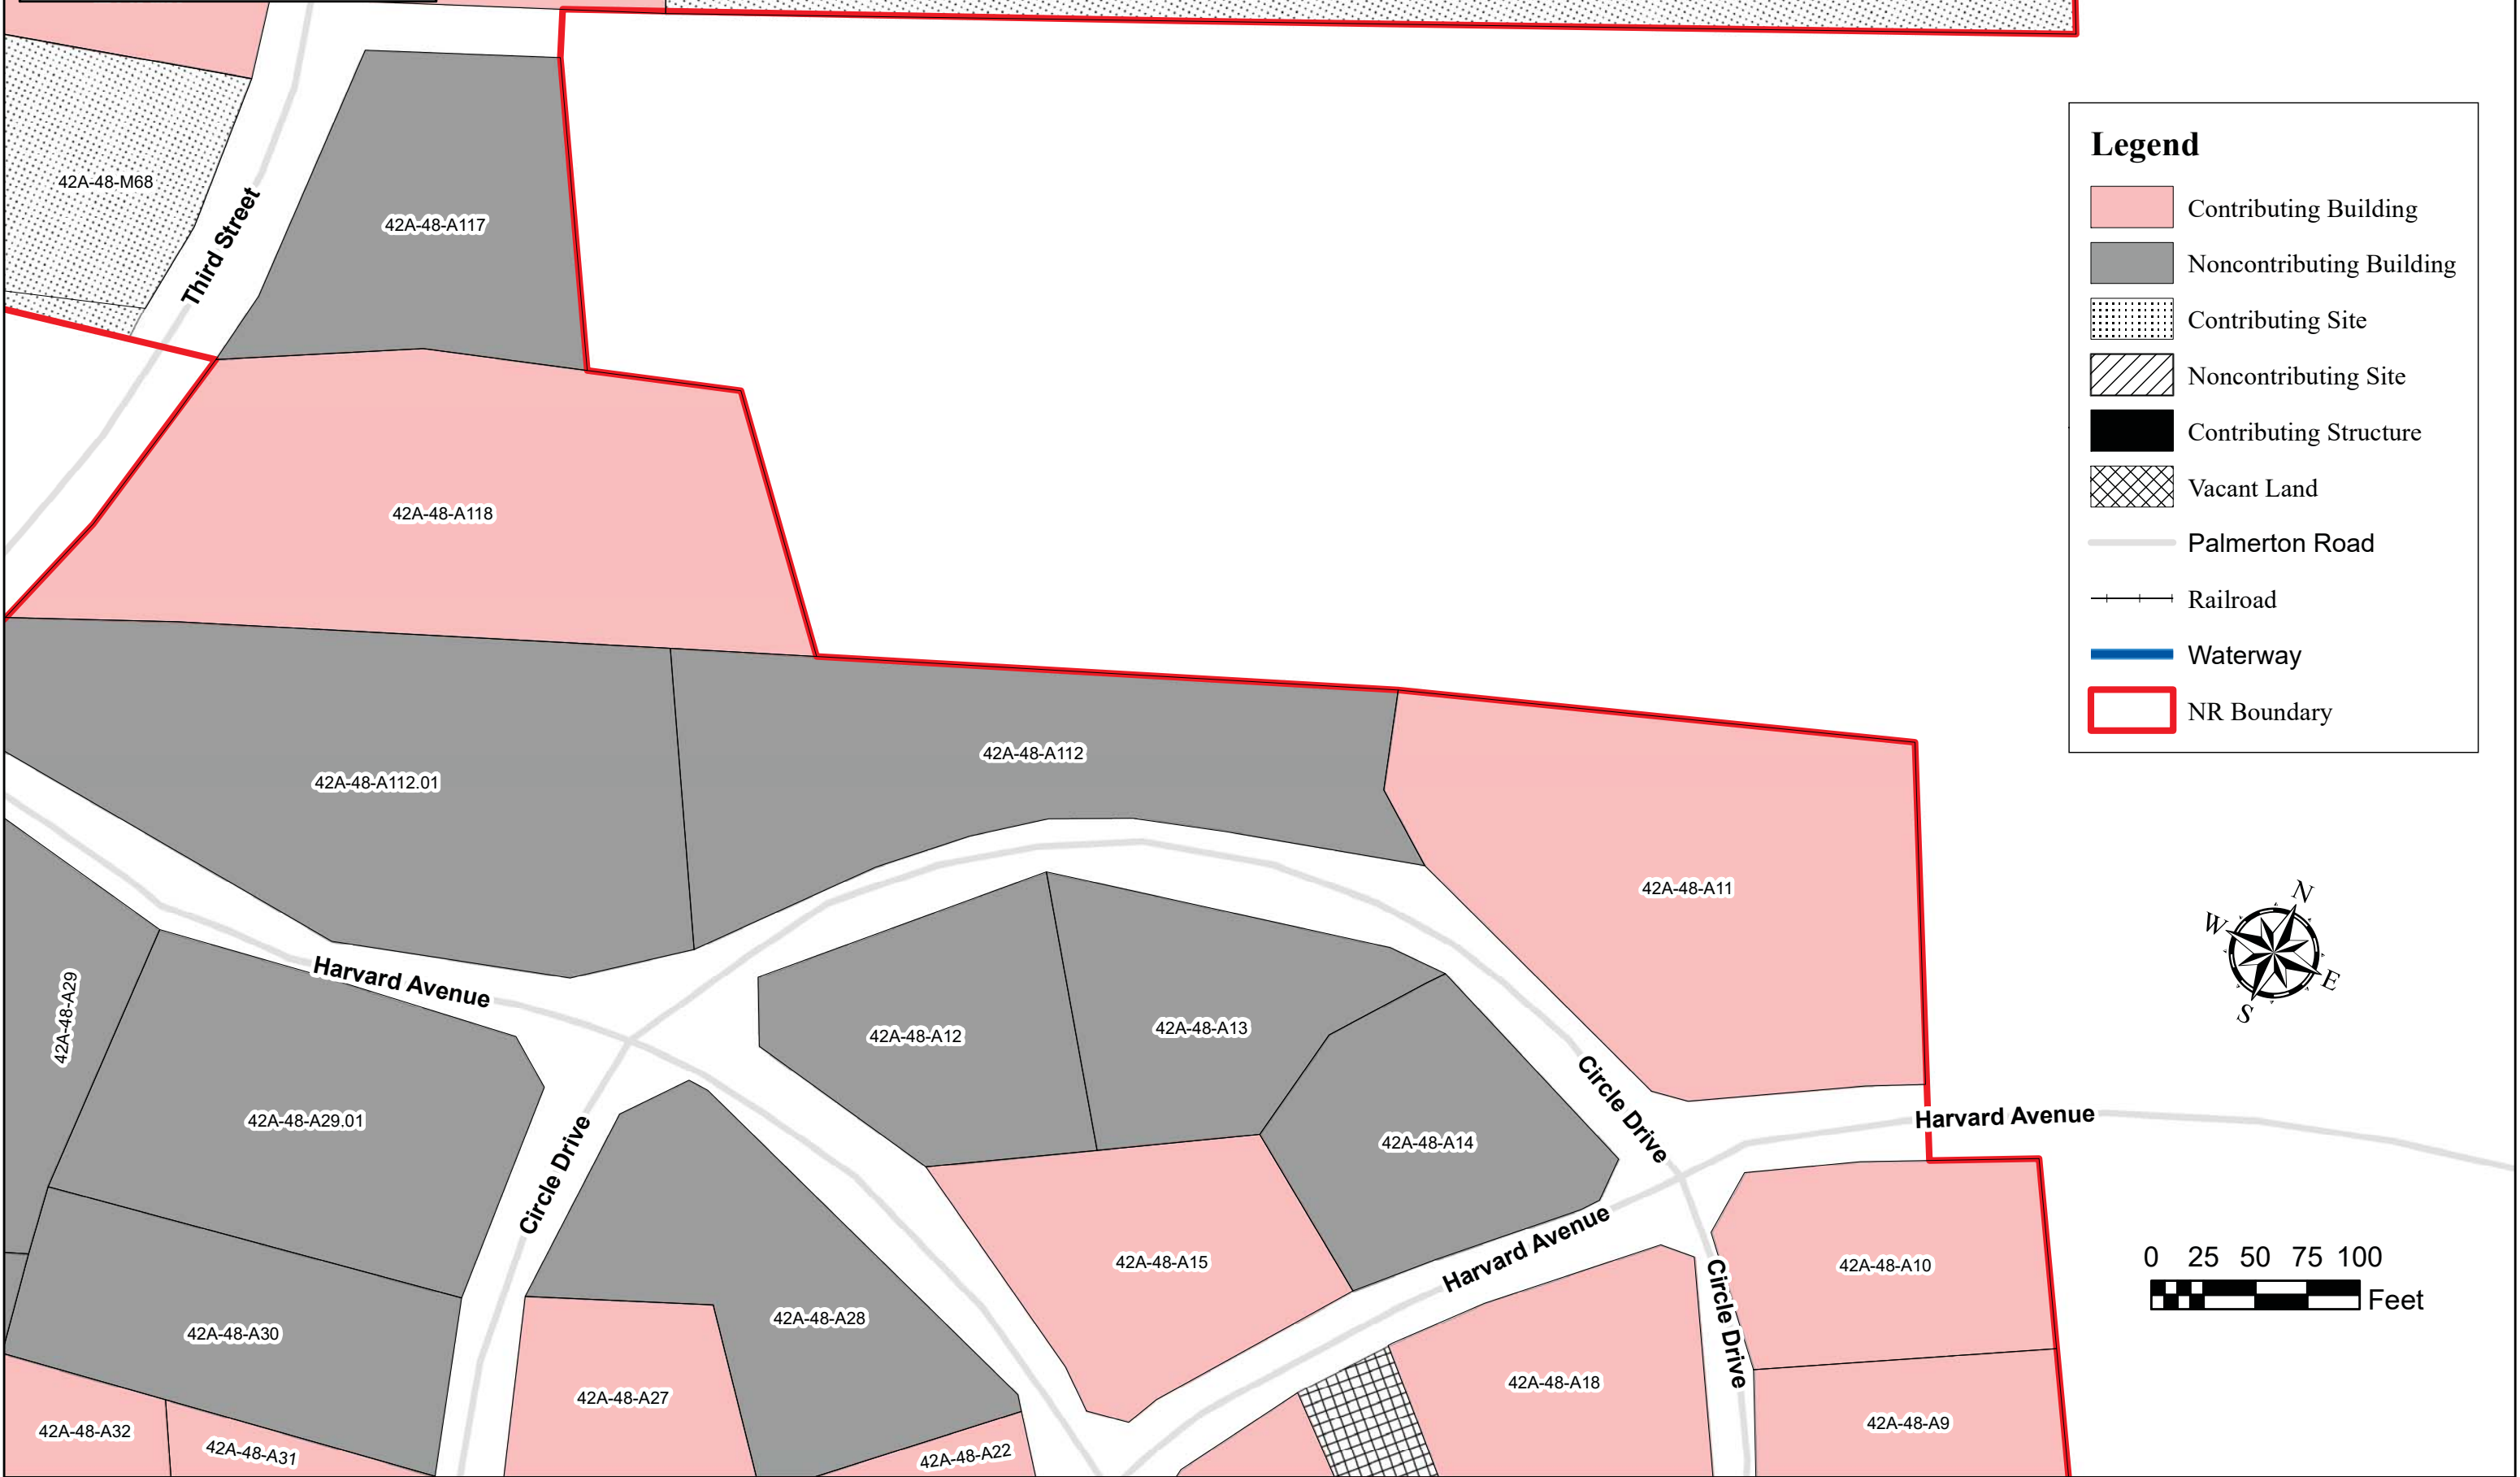 42A-48-M68
Third Street
42A-48-A117
42A-48-A118
42A-48-A112.01
42A-48-A112
42A-48-A11
42A-48-A29
Harvard Avenue
42A-48-A29.01
42A-48-A12
42A-48-A13
42A-48-A14
Circle Drive
Harvard Avenue
Circle Drive
42A-48-A30
42A-48-A28
42A-48-A15
Harvard Avenue
42A-48-A10
Circle Drive
42A-48-A32
42A-48-A31
42A-48-A27
42A-48-A22
42A-48-A18
42A-48-A9
Legend
Contributing Building
Noncontributing Building
Contributing Site
Noncontributing Site
Contributing Structure
Vacant Land
Palmerton Road
Railroad
Waterway
NR Boundary
N
W
E
S
0 25 50 75 100
Feet